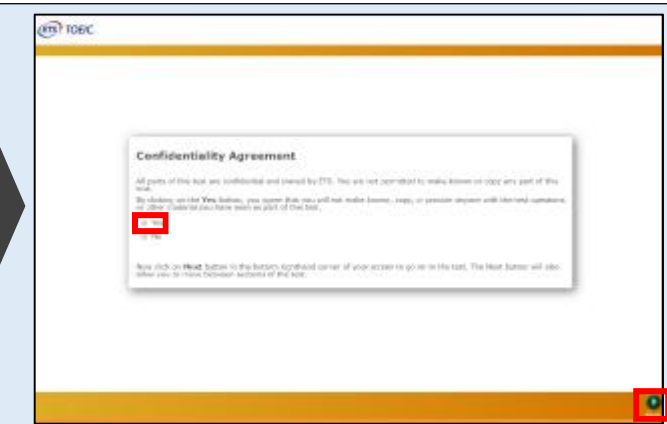 ETS TOEIC
Confidentiality Agreement
All parts of this test are confidential and owned by ETS. You are not permitted to make known or copy any part of this
test.
By clicking on the Yes button, you agree that you will not make known, copy, or provide anyone with the test questions
or other materials you have seen as part of this test.
Yes
No
Now click on Next button in the bottom righthand corner of your screen to go on in the test. The Next button will also
allow you to move between sections of the test.